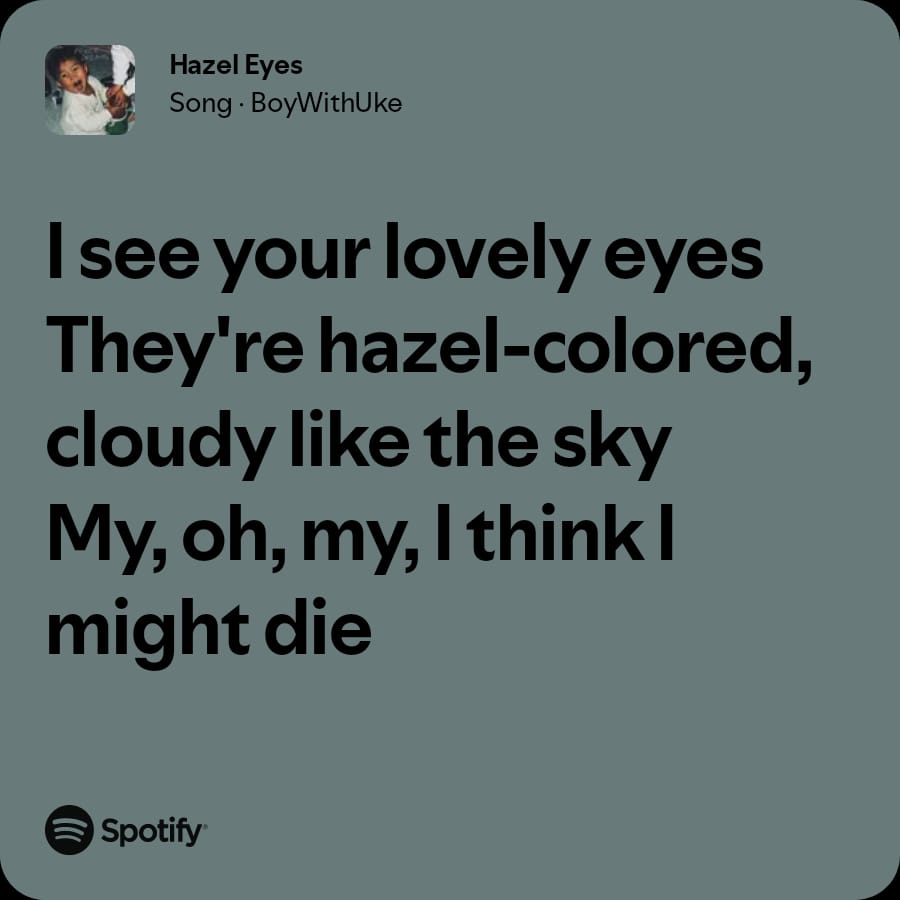 Hazel Eyes
Song · BoyWithUke
I see your lovely eyes
They're hazel-colored,
cloudy like the sky
My, oh, my, I think I
might die
Spotify®